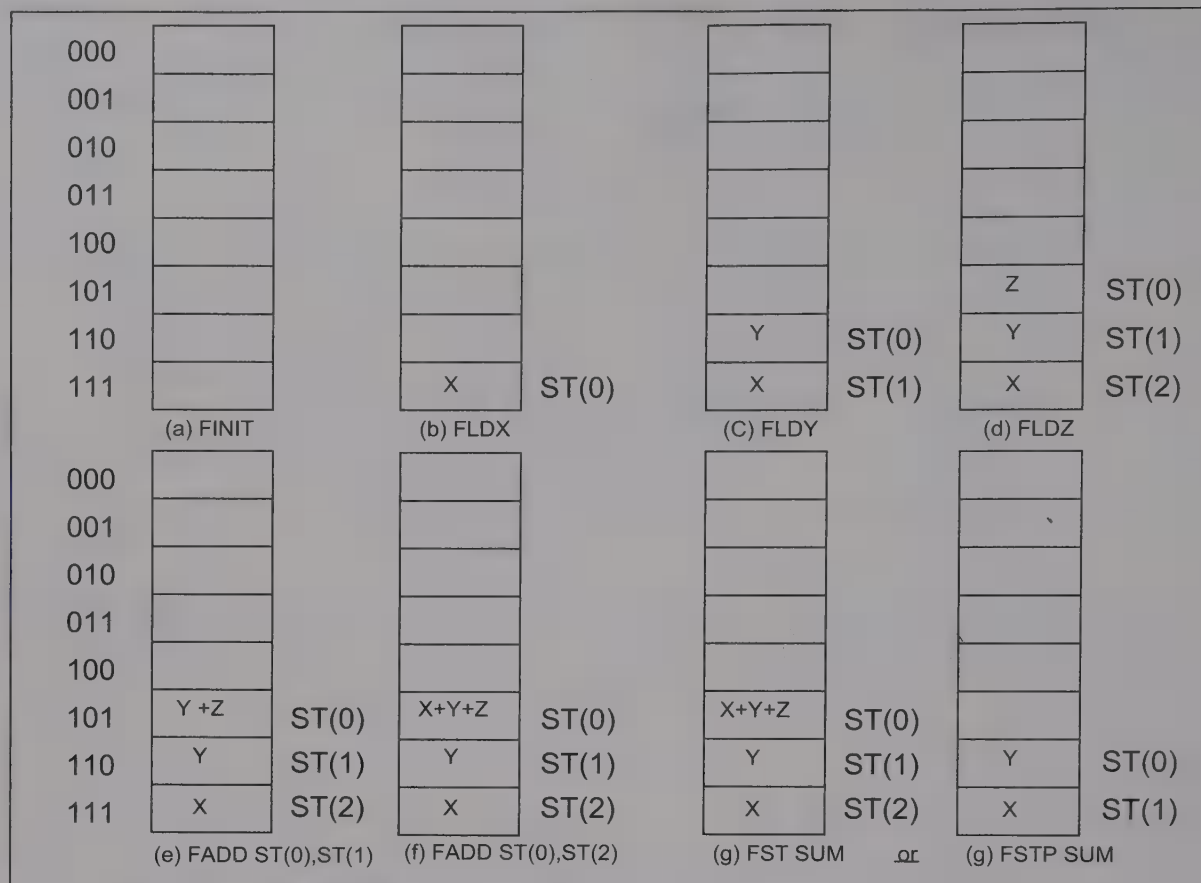 000
001
010
011
100
101 Z ST(0)
110 Y ST(0) Y ST(1)
111 X ST(0) X ST(1) X ST(2)
(a) FINIT (b) FLDX (C) FLDY (d) FLDZ
000
001
010
011
100
101 Y +Z ST(0) X+Y+Z ST(0) X+Y+Z ST(0)
110 Y ST(1) Y ST(1) Y ST(1) Y ST(0)
111 X ST(2) X ST(2) X ST(2) X ST(1)
(e) FADD ST(0),ST(1) (f) FADD ST(0),ST(2) (g) FST SUM or (g) FSTP SUM